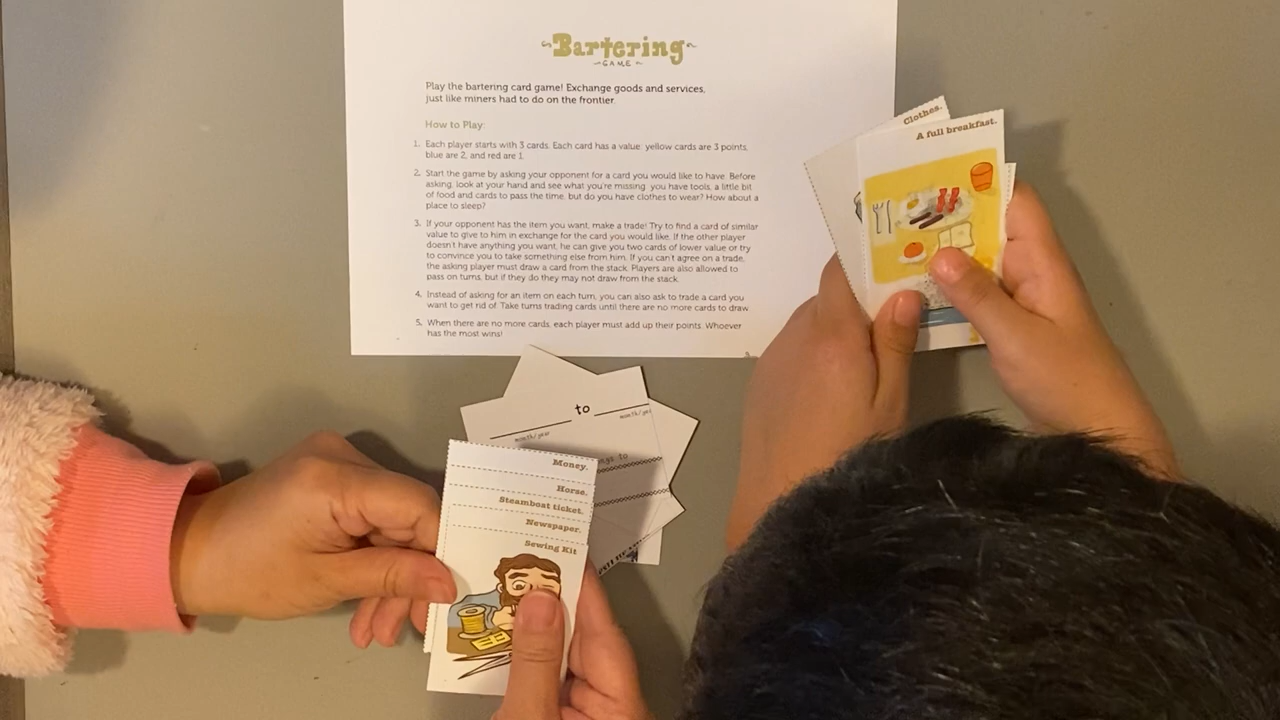 Bartering
GAME
Play the bartering card game! Exchange goods and services,
just like miners had to do on the frontier.
How to Play:
1. Each player starts with 3 cards. Each card has a value: yellow cards are 3 points,
blue are 2, and red are 1.
2. Start the game by asking your opponent for a card you would like to have. Before
asking, look at your hand and see what you're missing: you have tools, a little bit
of food and cards to pass the time, but do you have clothes to wear? How about a
place to sleep?
3. If your opponent has the item you want, make a trade! Try to find a card of similar
value to give to him in exchange for the card you would like. If the other player
doesn't have anything you want, he can give you two cards of lower value or try
to convince you to take something else from him. If you can't agree on a trade,
the asking player must draw a card from the stack. Players are also allowed to
pass on turns, but if they do they may not draw from the stack.
4. Instead of asking for an item on each turn, you can also ask to trade a card you
want to get rid of. Take turns trading cards until there are no more cards to draw
5. When there are no more cards, each player must add up their points. Whoever
has the most wins!
Clothes.
A full breakfast.
to
month/year
month/
ngs to
Money.
Horse.
Steamboat ticket.
Newspaper.
Sewing Kit